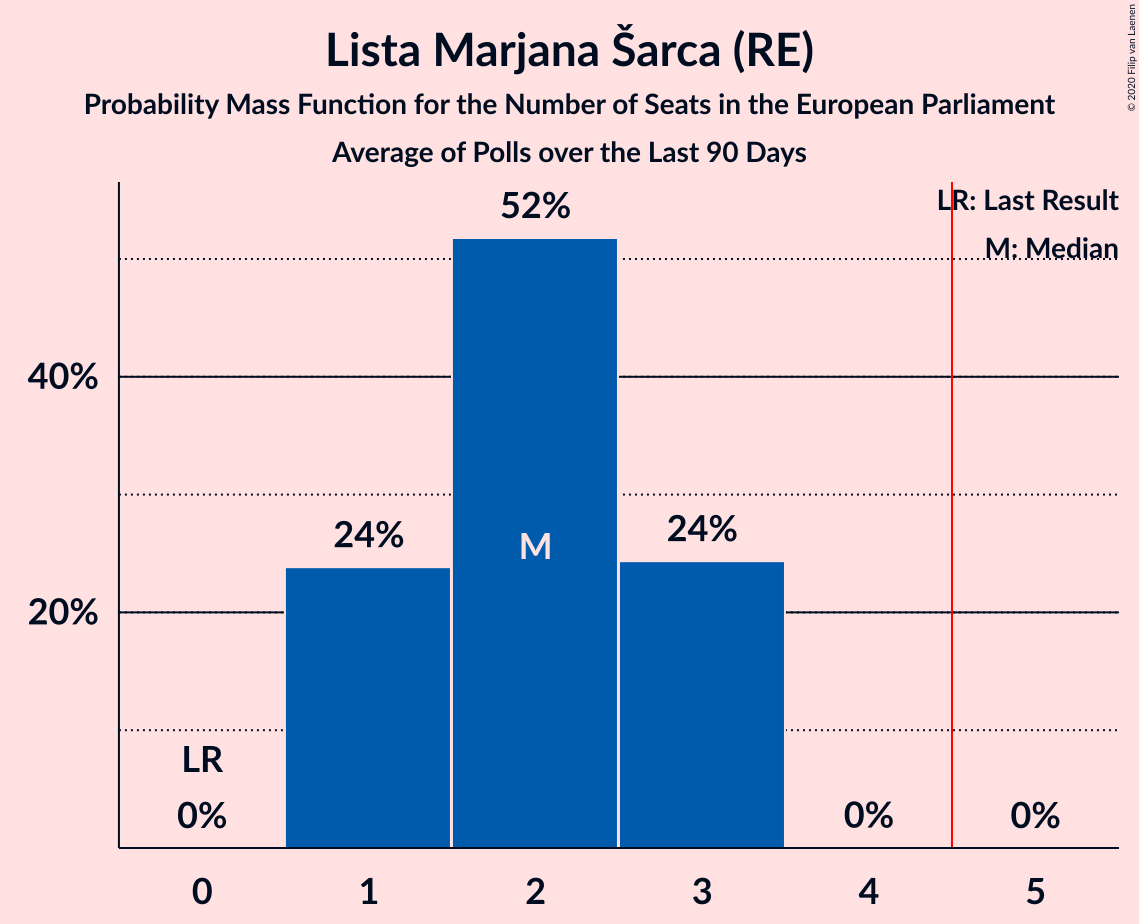 Lista Marjana Šarca (RE)
Probability Mass Function for the Number of Seats in the European Parliament
Average of Polls over the Last 90 Days
© 2020 Filip van Laenen
LR: Last Result
M: Median
52%
40%
24%
24%
M
20%
LR
0%
0%
0%
0 1 2 3 4 5